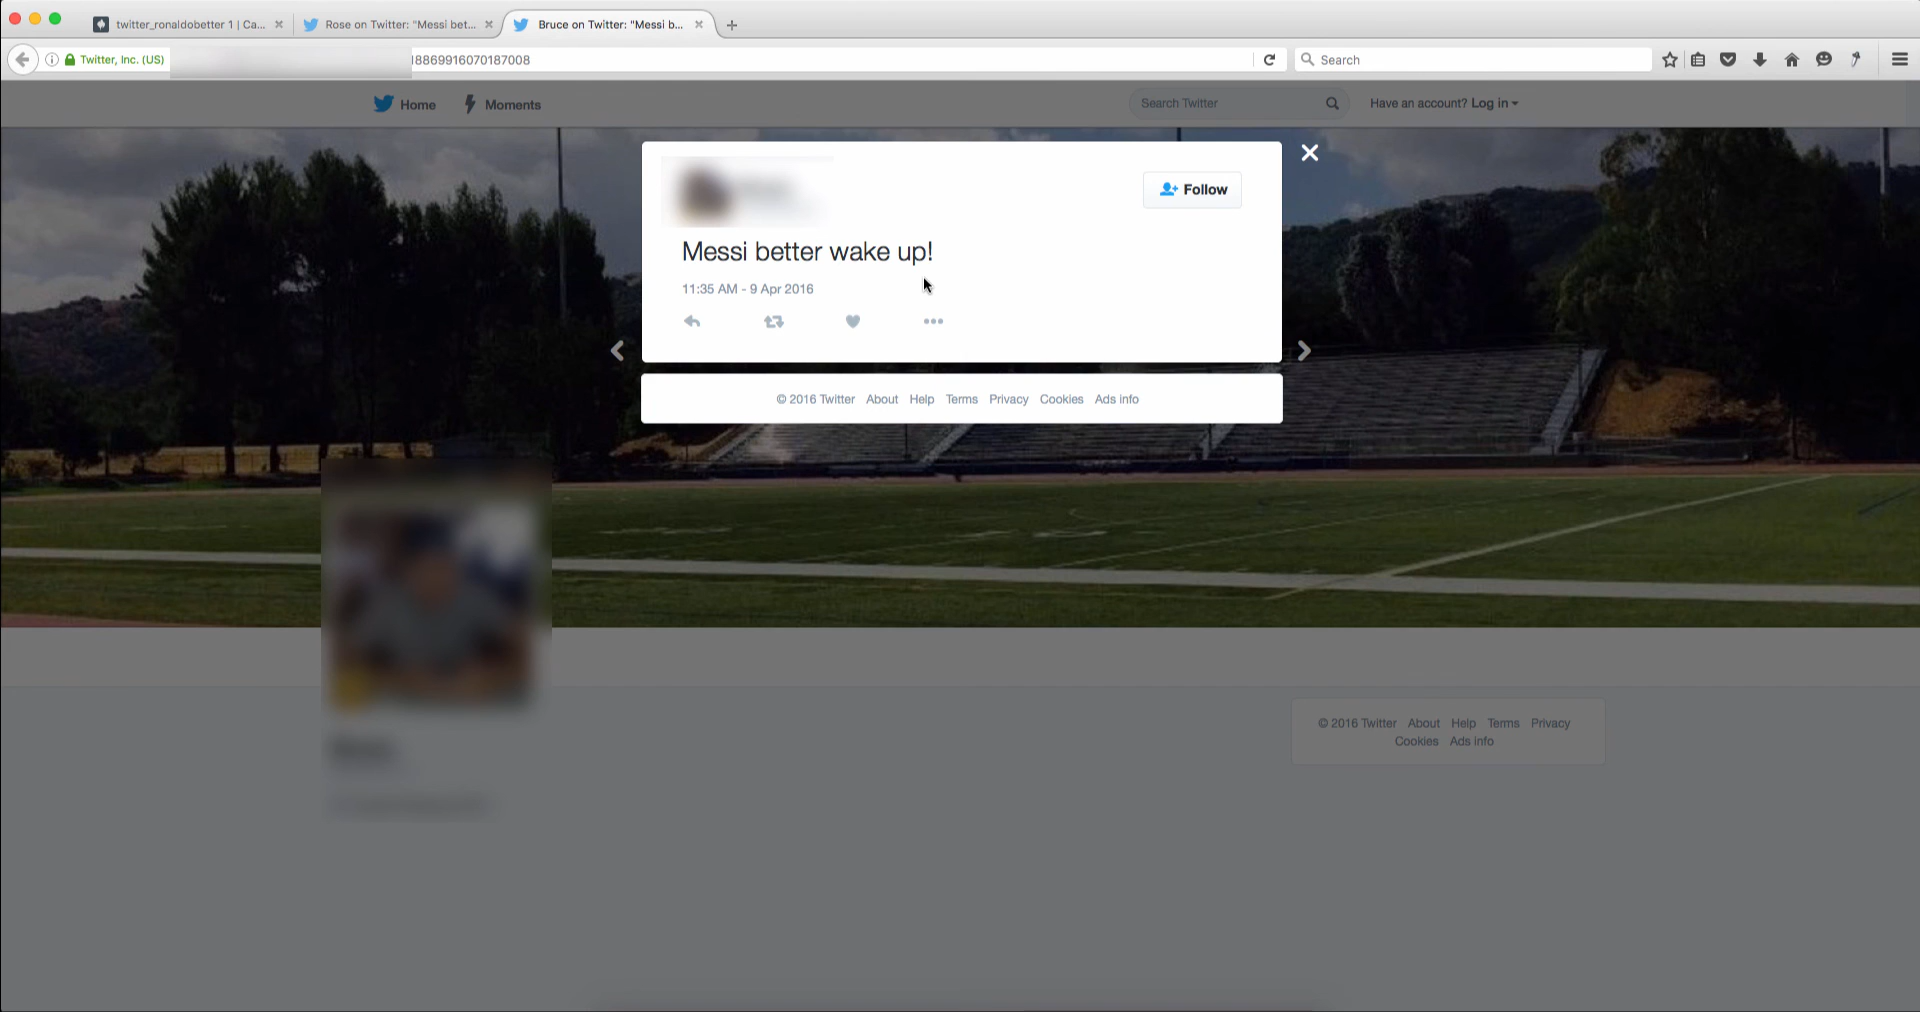 twitter_ronaldobetter 1 | Ca...
Rose on Twitter: "Messi bet...
Bruce on Twitter: "Messi b...
Twitter, Inc. (US)
8869916070187008
Search
Home
Moments
Search Twitter
Have an account? Log in
Follow
Messi better wake up!
11:35 AM - 9 Apr 2016
© 2016 Twitter About Help Terms Privacy Cookies Ads info
© 2016 Twitter About Help Terms Privacy
Cookies Ads info